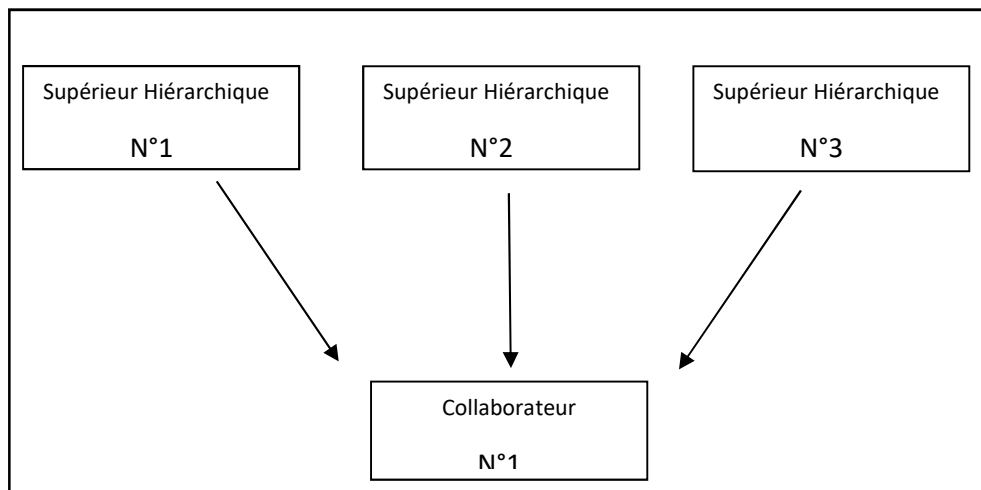 Supérieur Hiérarchique
N°1
Supérieur Hiérarchique
N°2
Supérieur Hiérarchique
N°3
Collaborateur
N°1